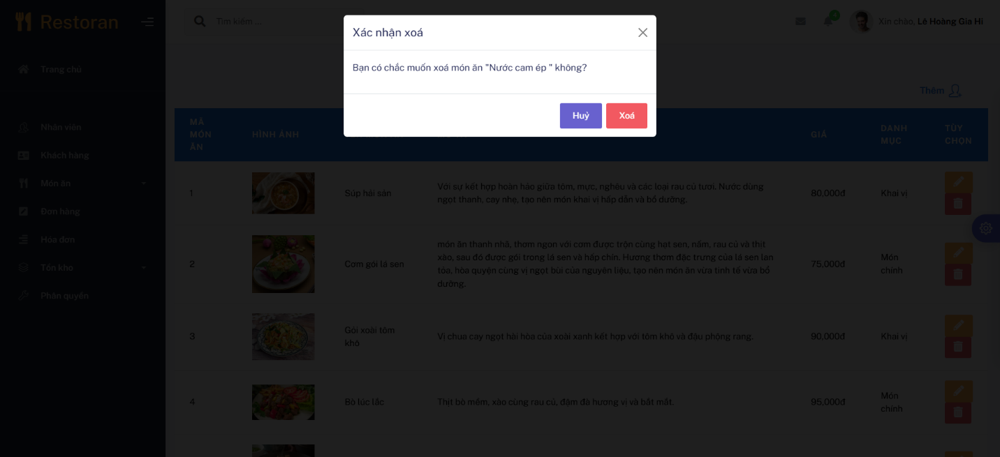 Restoran
Tìm kiếm ...
Xin chào, Lê Hoàng Gia Hi
Xác nhận xoá
Bạn có chắc muốn xoá món ăn "Nước cam ép " không?
Huỷ
Xoá
Trang chủ
Nhân viên
Khách hàng
Món ăn
Đơn hàng
Hóa đơn
Tồn kho
Phân quyền
Thêm
MÃ
MÓN
ĂN
HÌNH ẢNH
GIÁ
DANH
MỤC
TÙY
CHỌN
1
Súp hải sản
Với sự kết hợp hoàn hảo giữa tôm, mực, nghêu và các loại rau củ tươi. Nước dùng
ngọt thanh, cay nhẹ, tạo nên món khai vị hấp dẫn và bổ dưỡng.
80,000đ
Khai vị
2
Cơm gói lá sen
món ăn thanh nhã, thơm ngon với cơm được trộn cùng hạt sen, nấm, rau củ và thịt
xào, sau đó được gói trong lá sen và hấp chín. Hương thơm đặc trưng của lá sen lan
tỏa, hòa quyện cùng vị ngọt bùi của nguyên liệu, tạo nên món ăn vừa tinh tế vừa bổ
dưỡng.
75,000đ
Món
chính
3
Gỏi xoài tôm
khô
Vị chua cay ngọt hài hòa của xoài xanh kết hợp với tôm khô và đậu phộng rang.
90,000đ
Khai vị
4
Bò lúc lắc
Thịt bò mềm, xào cùng rau củ, đậm đà hương vị và bắt mắt.
95,000đ
Món
chính